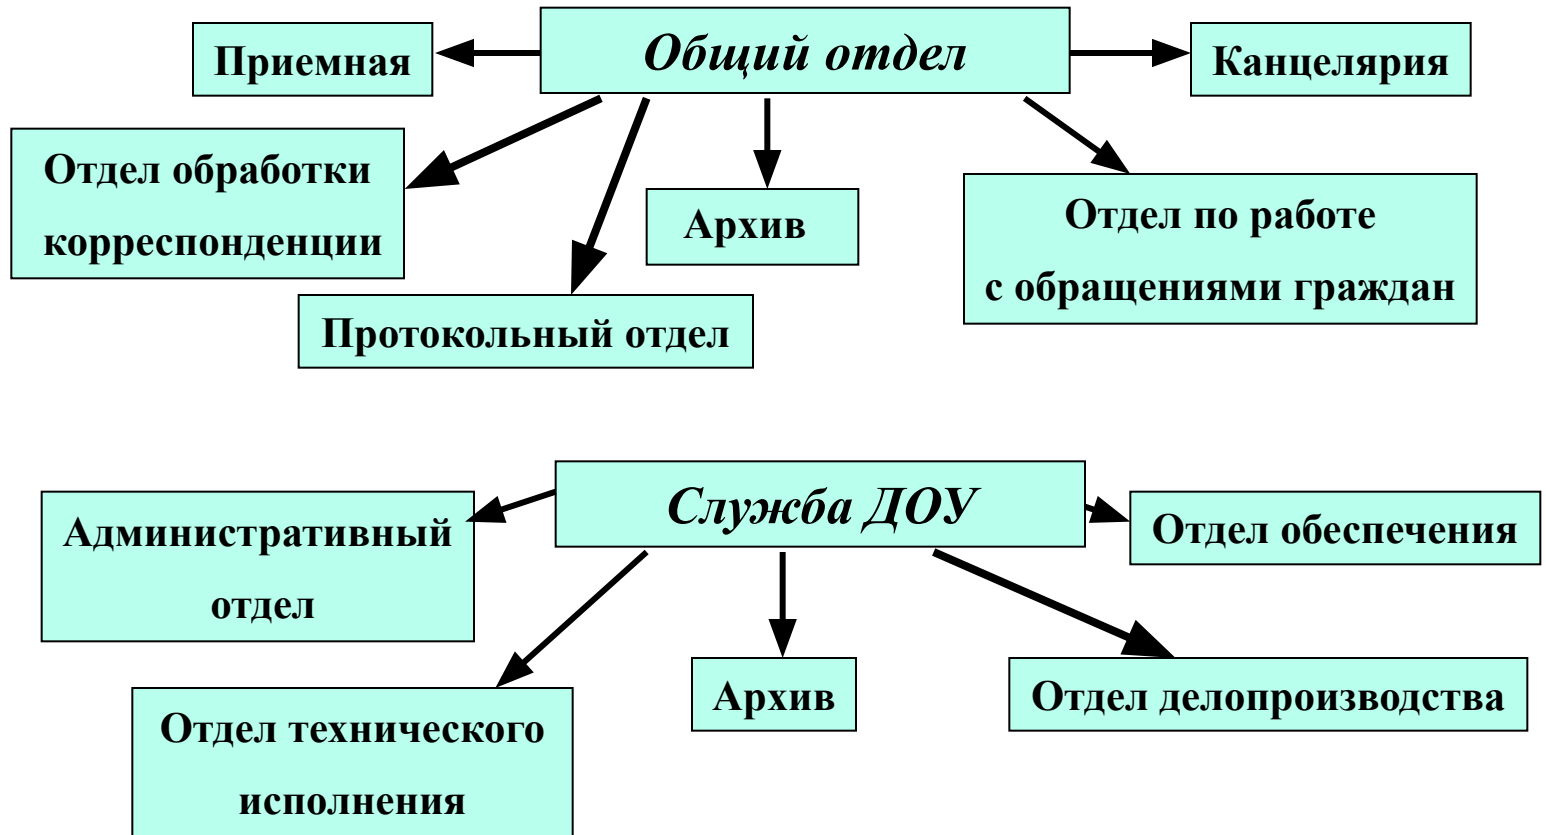 Общий отдел
Приемная
Канцелярия
Отдел обработки
корреспонденции
Архив
Отдел по работе
с обращениями граждан
Протокольный отдел
Служба ДОУ
Административный
отдел
Отдел обеспечения
Отдел технического
исполнения
Архив
Отдел делопроизводства